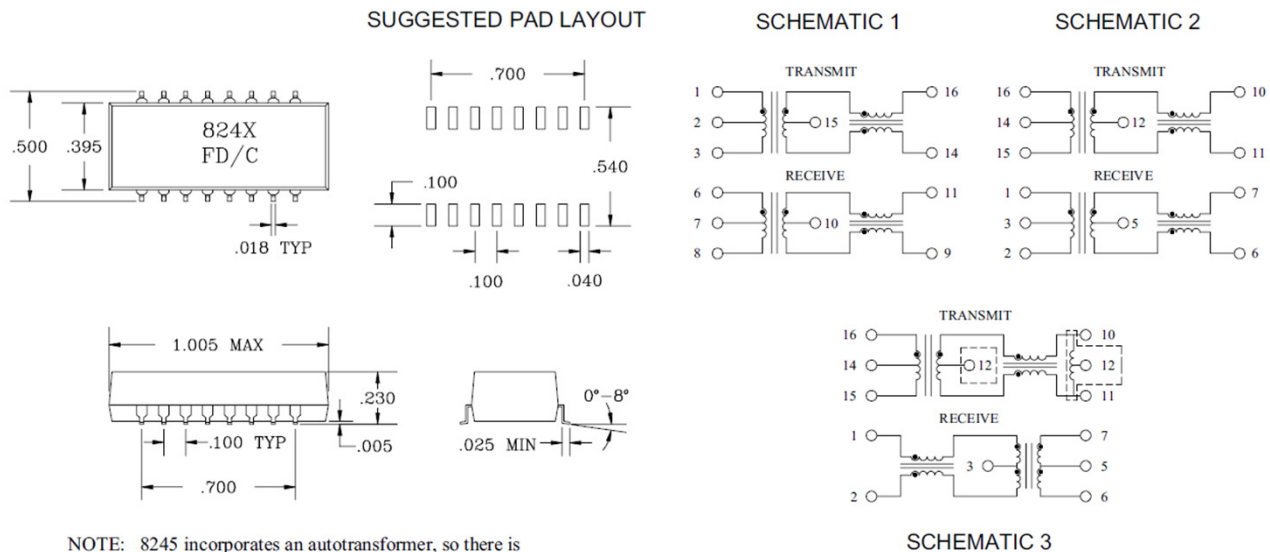 SUGGESTED PAD LAYOUT
SCHEMATIC 1
SCHEMATIC 2
.500
.395
824X
FD/C
.018 TYP
.700
.540
.100
.100
.040
TRANSMIT
1
2
3
15
16
14
RECEIVE
6
7
8
10
11
9
TRANSMIT
16
14
15
12
10
11
RECEIVE
1
3
2
5
7
6
1.005 MAX
.230
.005
.100 TYP
.700
0°-8°
.025 MIN
TRANSMIT
16
14
15
12
10
12
11
RECEIVE
1
2
3
7
5
6
SCHEMATIC 3
NOTE: 8245 incorporates an autotransformer, so there is